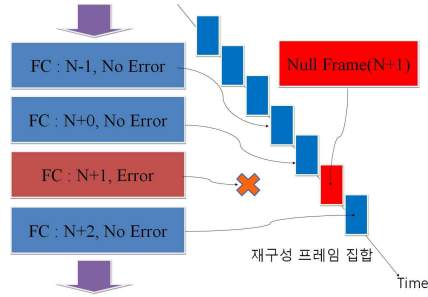 FC : N-1, No Error
Null Frame(N+1)
FC : N+0, No Error
FC : N+1, Error
FC : N+2, No Error
재구성 프레임 집합
Time